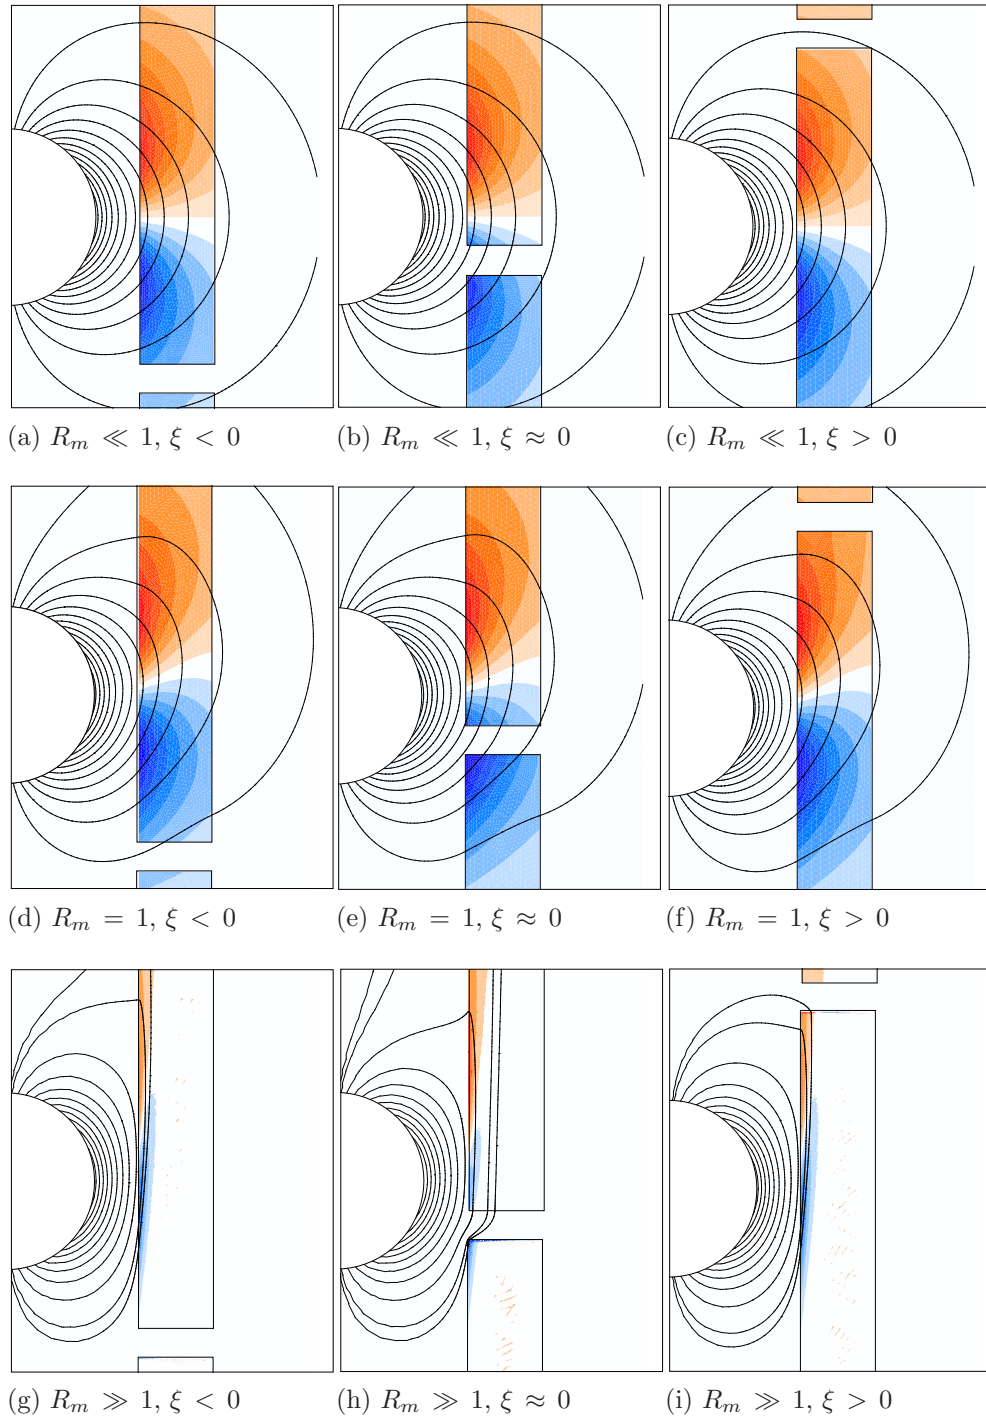 (a) $R_m \ll 1, \xi < 0$
(b) $R_m \ll 1, \xi \approx 0$
(c) $R_m \ll 1, \xi > 0$
(d) $R_m = 1, \xi < 0$
(e) $R_m = 1, \xi \approx 0$
(f) $R_m = 1, \xi > 0$
(g) $R_m \gg 1, \xi < 0$
(h) $R_m \gg 1, \xi \approx 0$
(i) $R_m \gg 1, \xi > 0$